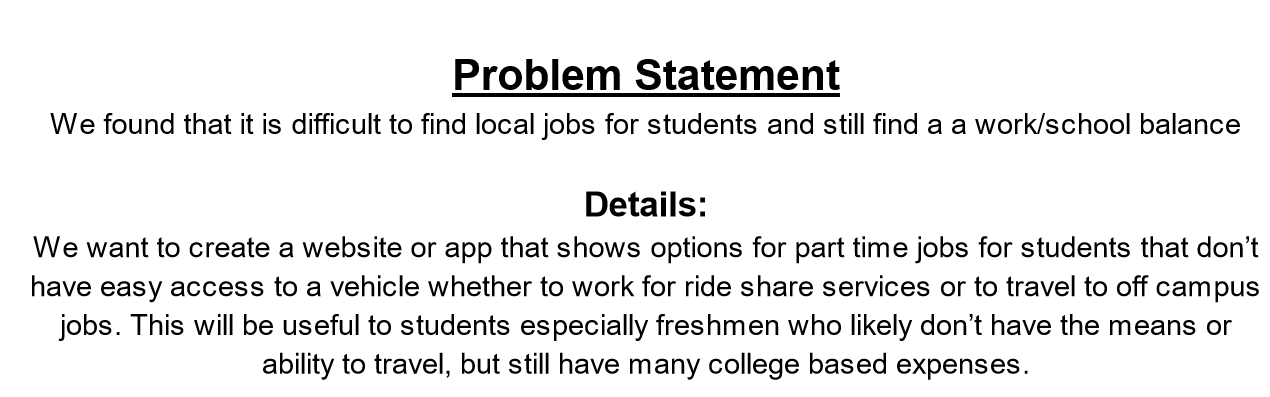 Problem Statement
We found that it is difficult to find local jobs for students and still find a a work/school balance
Details:
We want to create a website or app that shows options for part time jobs for students that don’t
have easy access to a vehicle whether to work for ride share services or to travel to off campus
jobs. This will be useful to students especially freshmen who likely don’t have the means or
ability to travel, but still have many college based expenses.